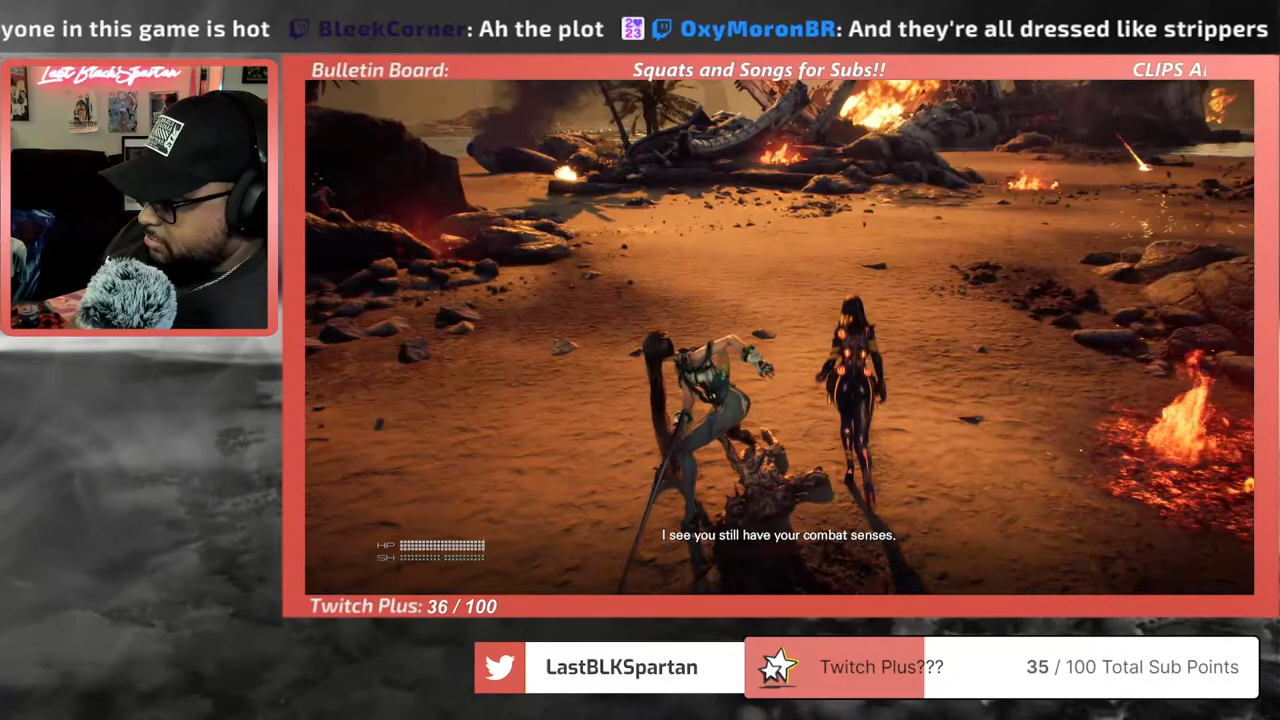 yone in this game is hot BleekCorner: Ah the plot OxyMoronBR: And they're all dressed like strippers
Last BlackSpartan
Bulletin Board: Squats and Songs for Subs!! CLIPS A
I see you still have your combat senses.
HP
SH
Twitch Plus: 36 / 100
LastBLKSpartan
Twitch Plus??? 35 / 100 Total Sub Points